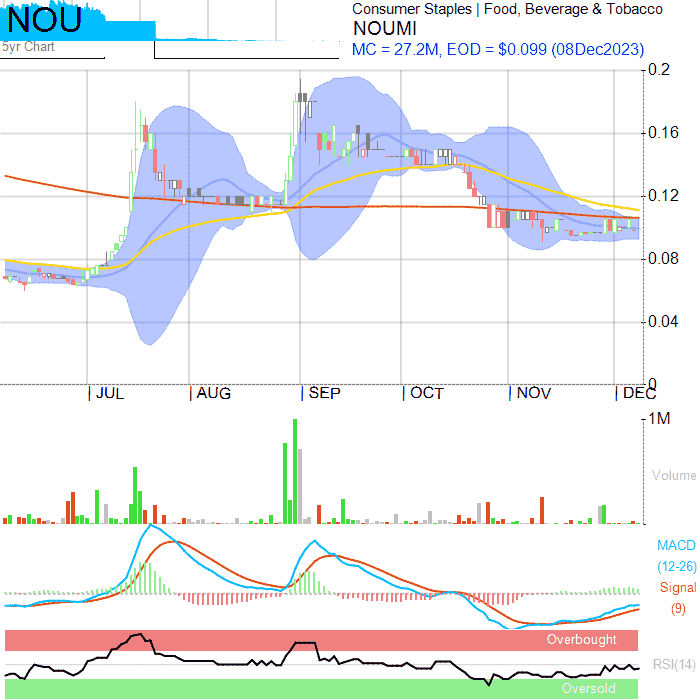 NOU
5yr Chart
Consumer Staples | Food, Beverage & Tobacco
NOUMI
MC = 27.2M, EOD = $0.099 (08Dec2023)
0.2
0.16
0.12
0.08
0.04
0
JUL AUG SEP OCT NOV DEC
1M
Volume
MACD
(12-26)
Signal
(9)
Overbought
RSI(14)
Oversold